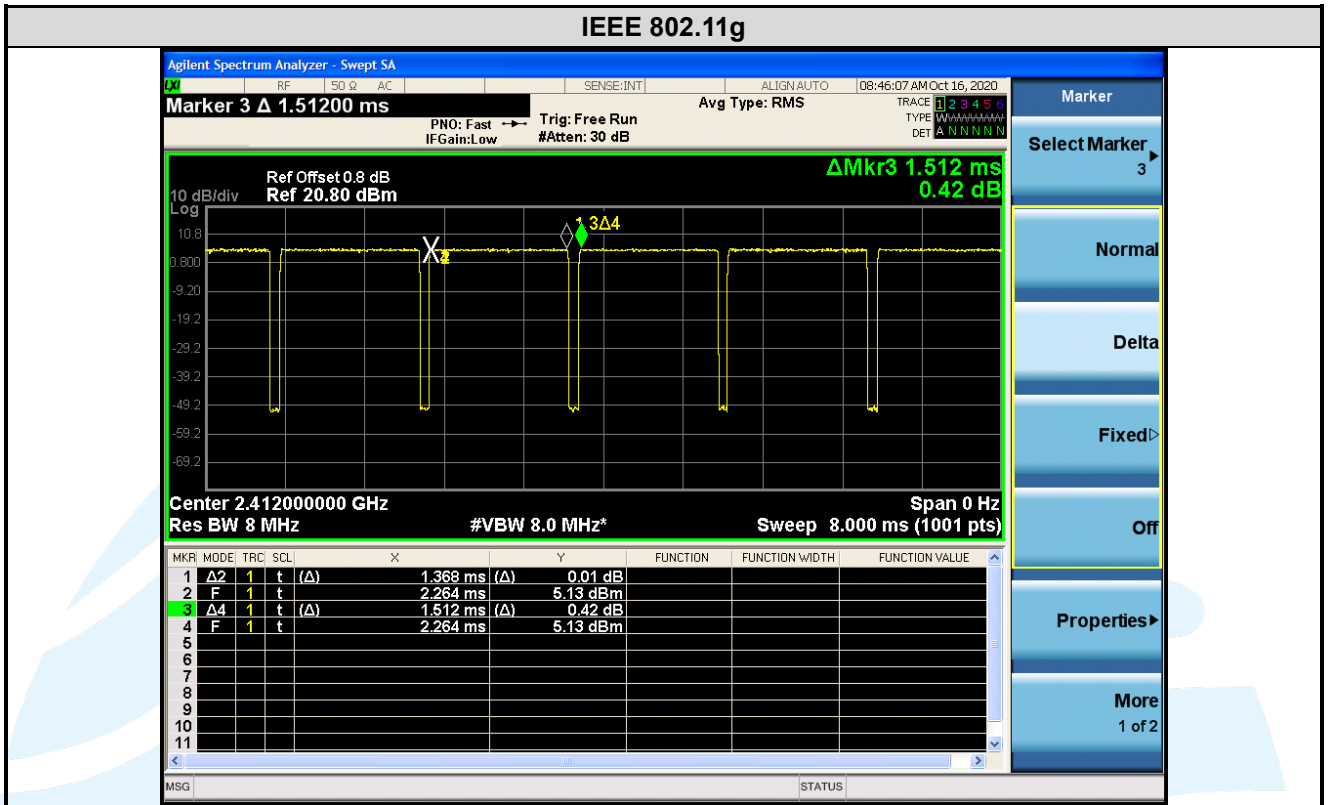 IEEE 802.11g
Agilent Spectrum Analyzer - Swept SA
LXI RF 50 Ω AC SENSE:INT ALIGN AUTO 08:46:07 AM Oct 16, 2020
Marker 3 Δ 1.51200 ms
PNO: Fast
IFGain:Low
Trig: Free Run
#Atten: 30 dB
Avg Type: RMS
TRACE 1 2 3 4 5 6
TYPE WWWWWW
DET A N N N N N
ΔMkr3 1.512 ms
0.42 dB
Ref Offset 0.8 dB
10 dB/div Ref 20.80 dBm
Log
10.8
0.800
-9.20
-19.2
-29.2
-39.2
-49.2
-59.2
-69.2
3Δ4
Center 2.412000000 GHz Span 0 Hz
Res BW 8 MHz #VBW 8.0 MHz* Sweep 8.000 ms (1001 pts)
MKR MODE TRC SCL X Y FUNCTION FUNCTION WIDTH FUNCTION VALUE
1 Δ2 1 t (Δ) 1.368 ms (Δ) 0.01 dB
2 F 1 t 2.264 ms 5.13 dBm
3 Δ4 1 t (Δ) 1.512 ms (Δ) 0.42 dB
4 F 1 t 2.264 ms 5.13 dBm
5
6
7
8
9
10
11
MSG STATUS
Marker
Select Marker
3
Normal
Delta
Fixed
Off
Properties
More
1 of 2